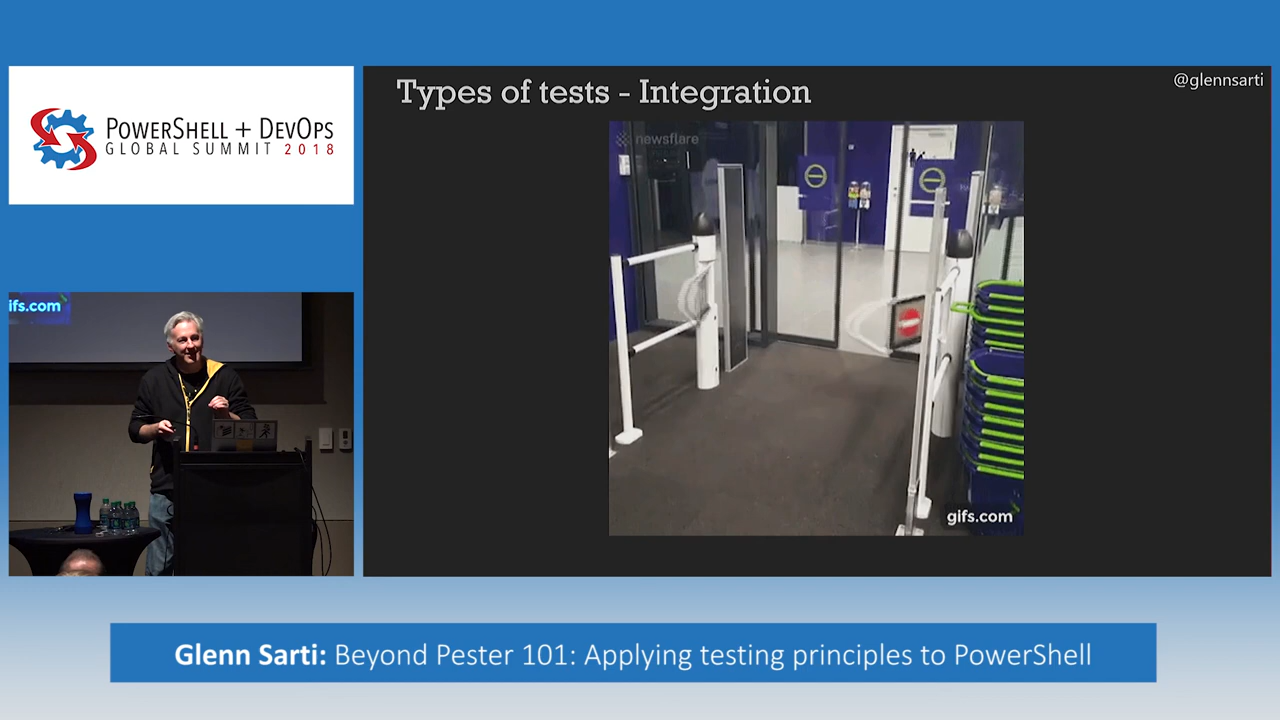 POWERSHELL + DEVOPS
GLOBAL SUMMIT 2018
ifs.com
Types of tests - Integration
@glennsarti
newsflare
gifs.com
Glenn Sarti: Beyond Pester 101: Applying testing principles to PowerShell